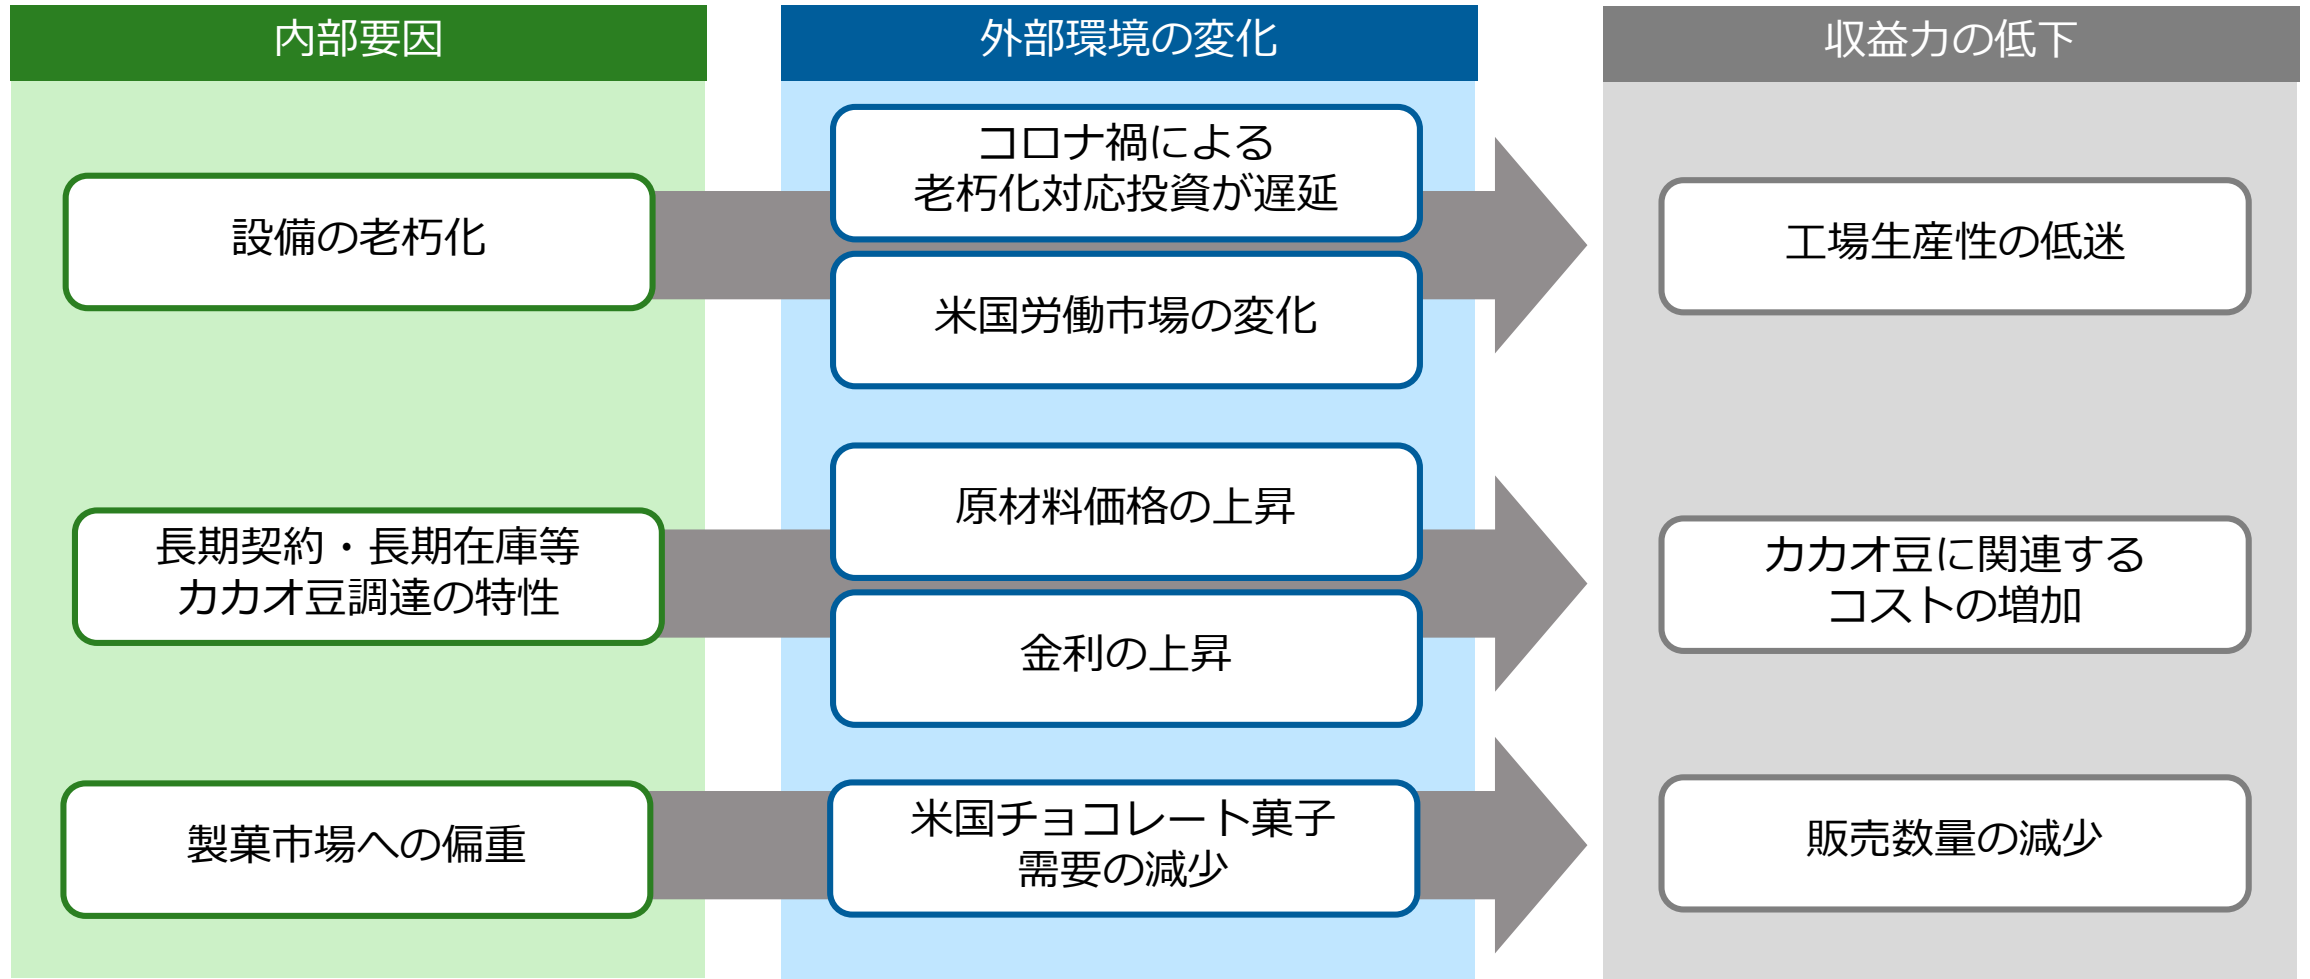 内部要因
外部環境の変化
収益力の低下
設備の老朽化
コロナ禍による
老朽化対応投資が遅延
米国労働市場の変化
工場生産性の低迷
長期契約・長期在庫等
カカオ豆調達の特性
原材料価格の上昇
金利の上昇
カカオ豆に関連する
コストの増加
製菓市場への偏重
米国チョコレート菓子
需要の減少
販売数量の減少